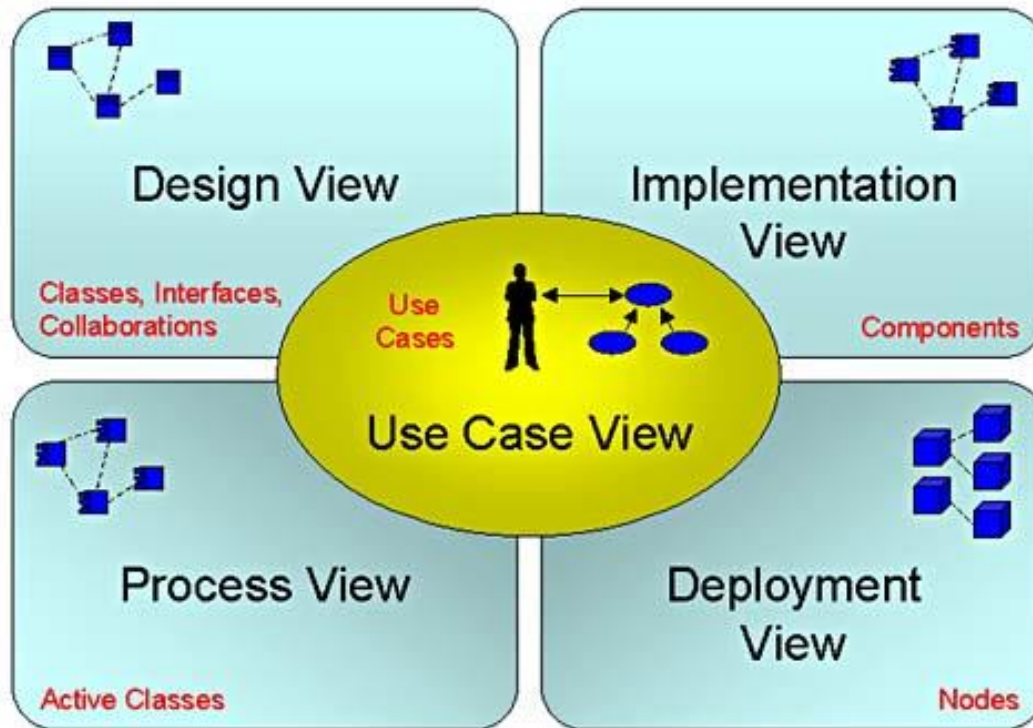 Design View
Classes, Interfaces,
Collaborations
Implementation
View
Components
Use
Cases
Use Case View
Process View
Active Classes
Deployment
View
Nodes